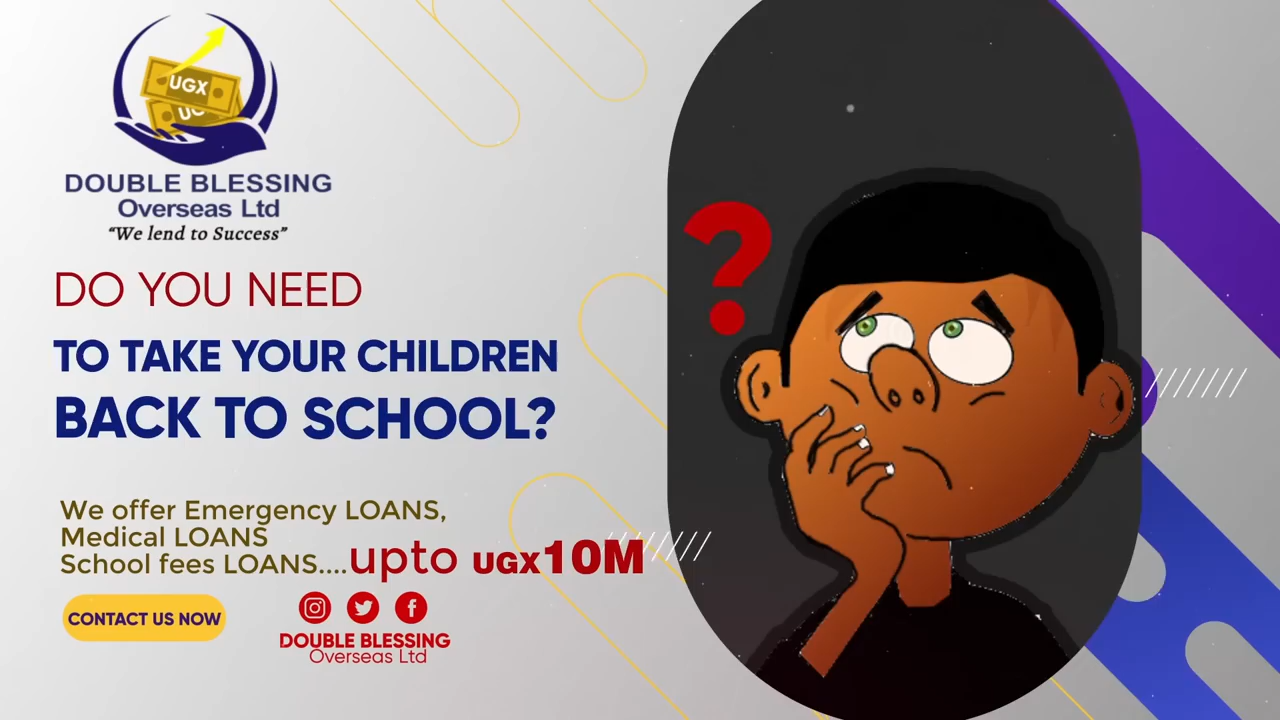 UGX
DOUBLE BLESSING
Overseas Ltd
“We lend to Success”
DO YOU NEED
TO TAKE YOUR CHILDREN
BACK TO SCHOOL?
?
We offer Emergency LOANS,
Medical LOANS
School fees LOANS....upto UGX10M
CONTACT US NOW
DOUBLE BLESSING
Overseas Ltd